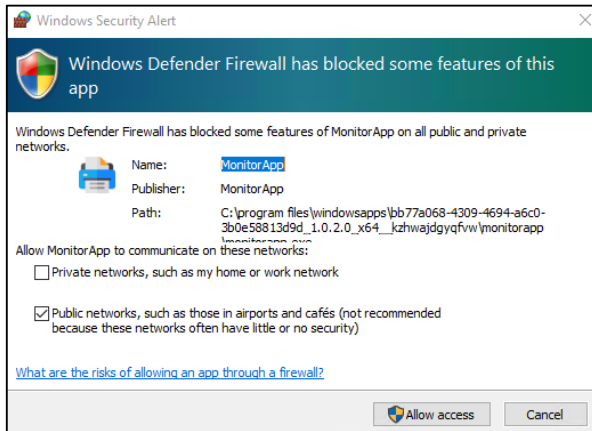 Windows Security Alert
Windows Defender Firewall has blocked some features of this
app
Windows Defender Firewall has blocked some features of MonitorApp on all public and private
networks.
Name: MonitorApp
Publisher: MonitorApp
Path: C:\program files\windowsapps\bb77a068-4309-4694-a6c0-
3b0e58813d9d_1.0.2.0_x64__kzhwajdgyqfvw\monitorapp
\monitorapp.exe
Allow MonitorApp to communicate on these networks:
Private networks, such as my home or work network
Public networks, such as those in airports and cafés (not recommended
because these networks often have little or no security)
What are the risks of allowing an app through a firewall?
Allow access Cancel